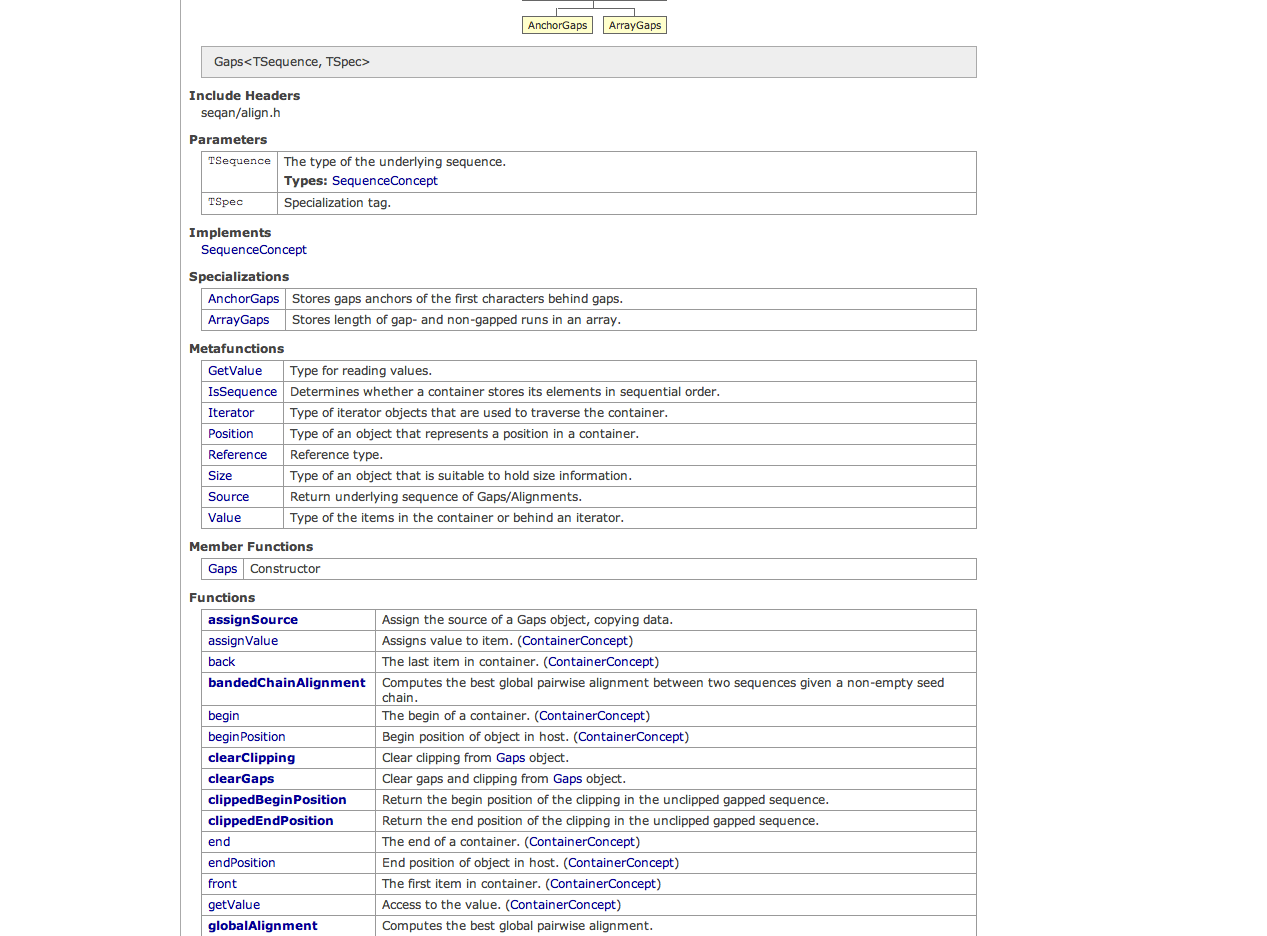 AnchorGaps ArrayGaps
Gaps<TSequence, TSpec>
Include Headers
seqan/align.h
Parameters
TSequence The type of the underlying sequence.
Types: SequenceConcept
TSpec Specialization tag.
Implements
SequenceConcept
Specializations
AnchorGaps Stores gaps anchors of the first characters behind gaps.
ArrayGaps Stores length of gap- and non-gapped runs in an array.
Metafunctions
GetValue Type for reading values.
IsSequence Determines whether a container stores its elements in sequential order.
Iterator Type of iterator objects that are used to traverse the container.
Position Type of an object that represents a position in a container.
Reference Reference type.
Size Type of an object that is suitable to hold size information.
Source Return underlying sequence of Gaps/Alignments.
Value Type of the items in the container or behind an iterator.
Member Functions
Gaps Constructor
Functions
assignSource Assign the source of a Gaps object, copying data.
assignValue Assigns value to item. (ContainerConcept)
back The last item in container. (ContainerConcept)
bandedChainAlignment Computes the best global pairwise alignment between two sequences given a non-empty seed
chain.
begin The begin of a container. (ContainerConcept)
beginPosition Begin position of object in host. (ContainerConcept)
clearClipping Clear clipping from Gaps object.
clearGaps Clear gaps and clipping from Gaps object.
clippedBeginPosition Return the begin position of the clipping in the unclipped gapped sequence.
clippedEndPosition Return the end position of the clipping in the unclipped gapped sequence.
end The end of a container. (ContainerConcept)
endPosition End position of object in host. (ContainerConcept)
front The first item in container. (ContainerConcept)
getValue Access to the value. (ContainerConcept)
globalAlignment Computes the best global pairwise alignment.